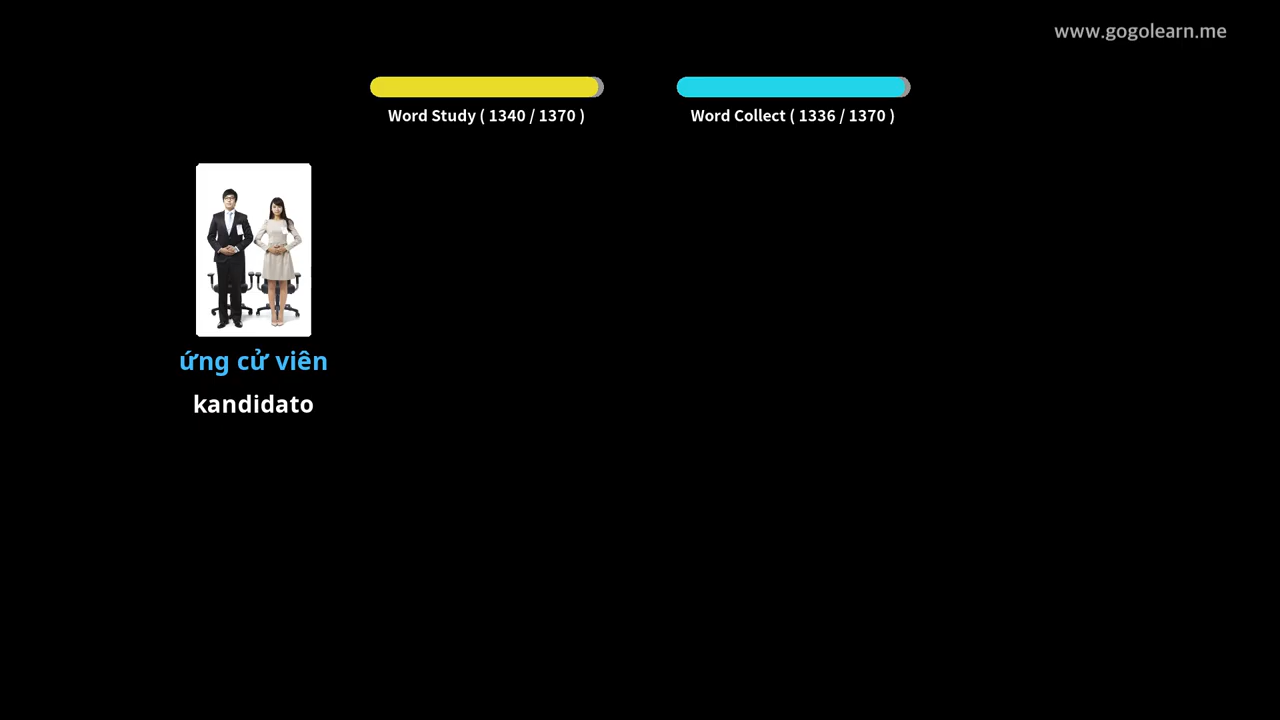 www.gogolearn.me
Word Study ( 1340 / 1370 )
Word Collect ( 1336 / 1370 )
ứng cử viên
kandidato